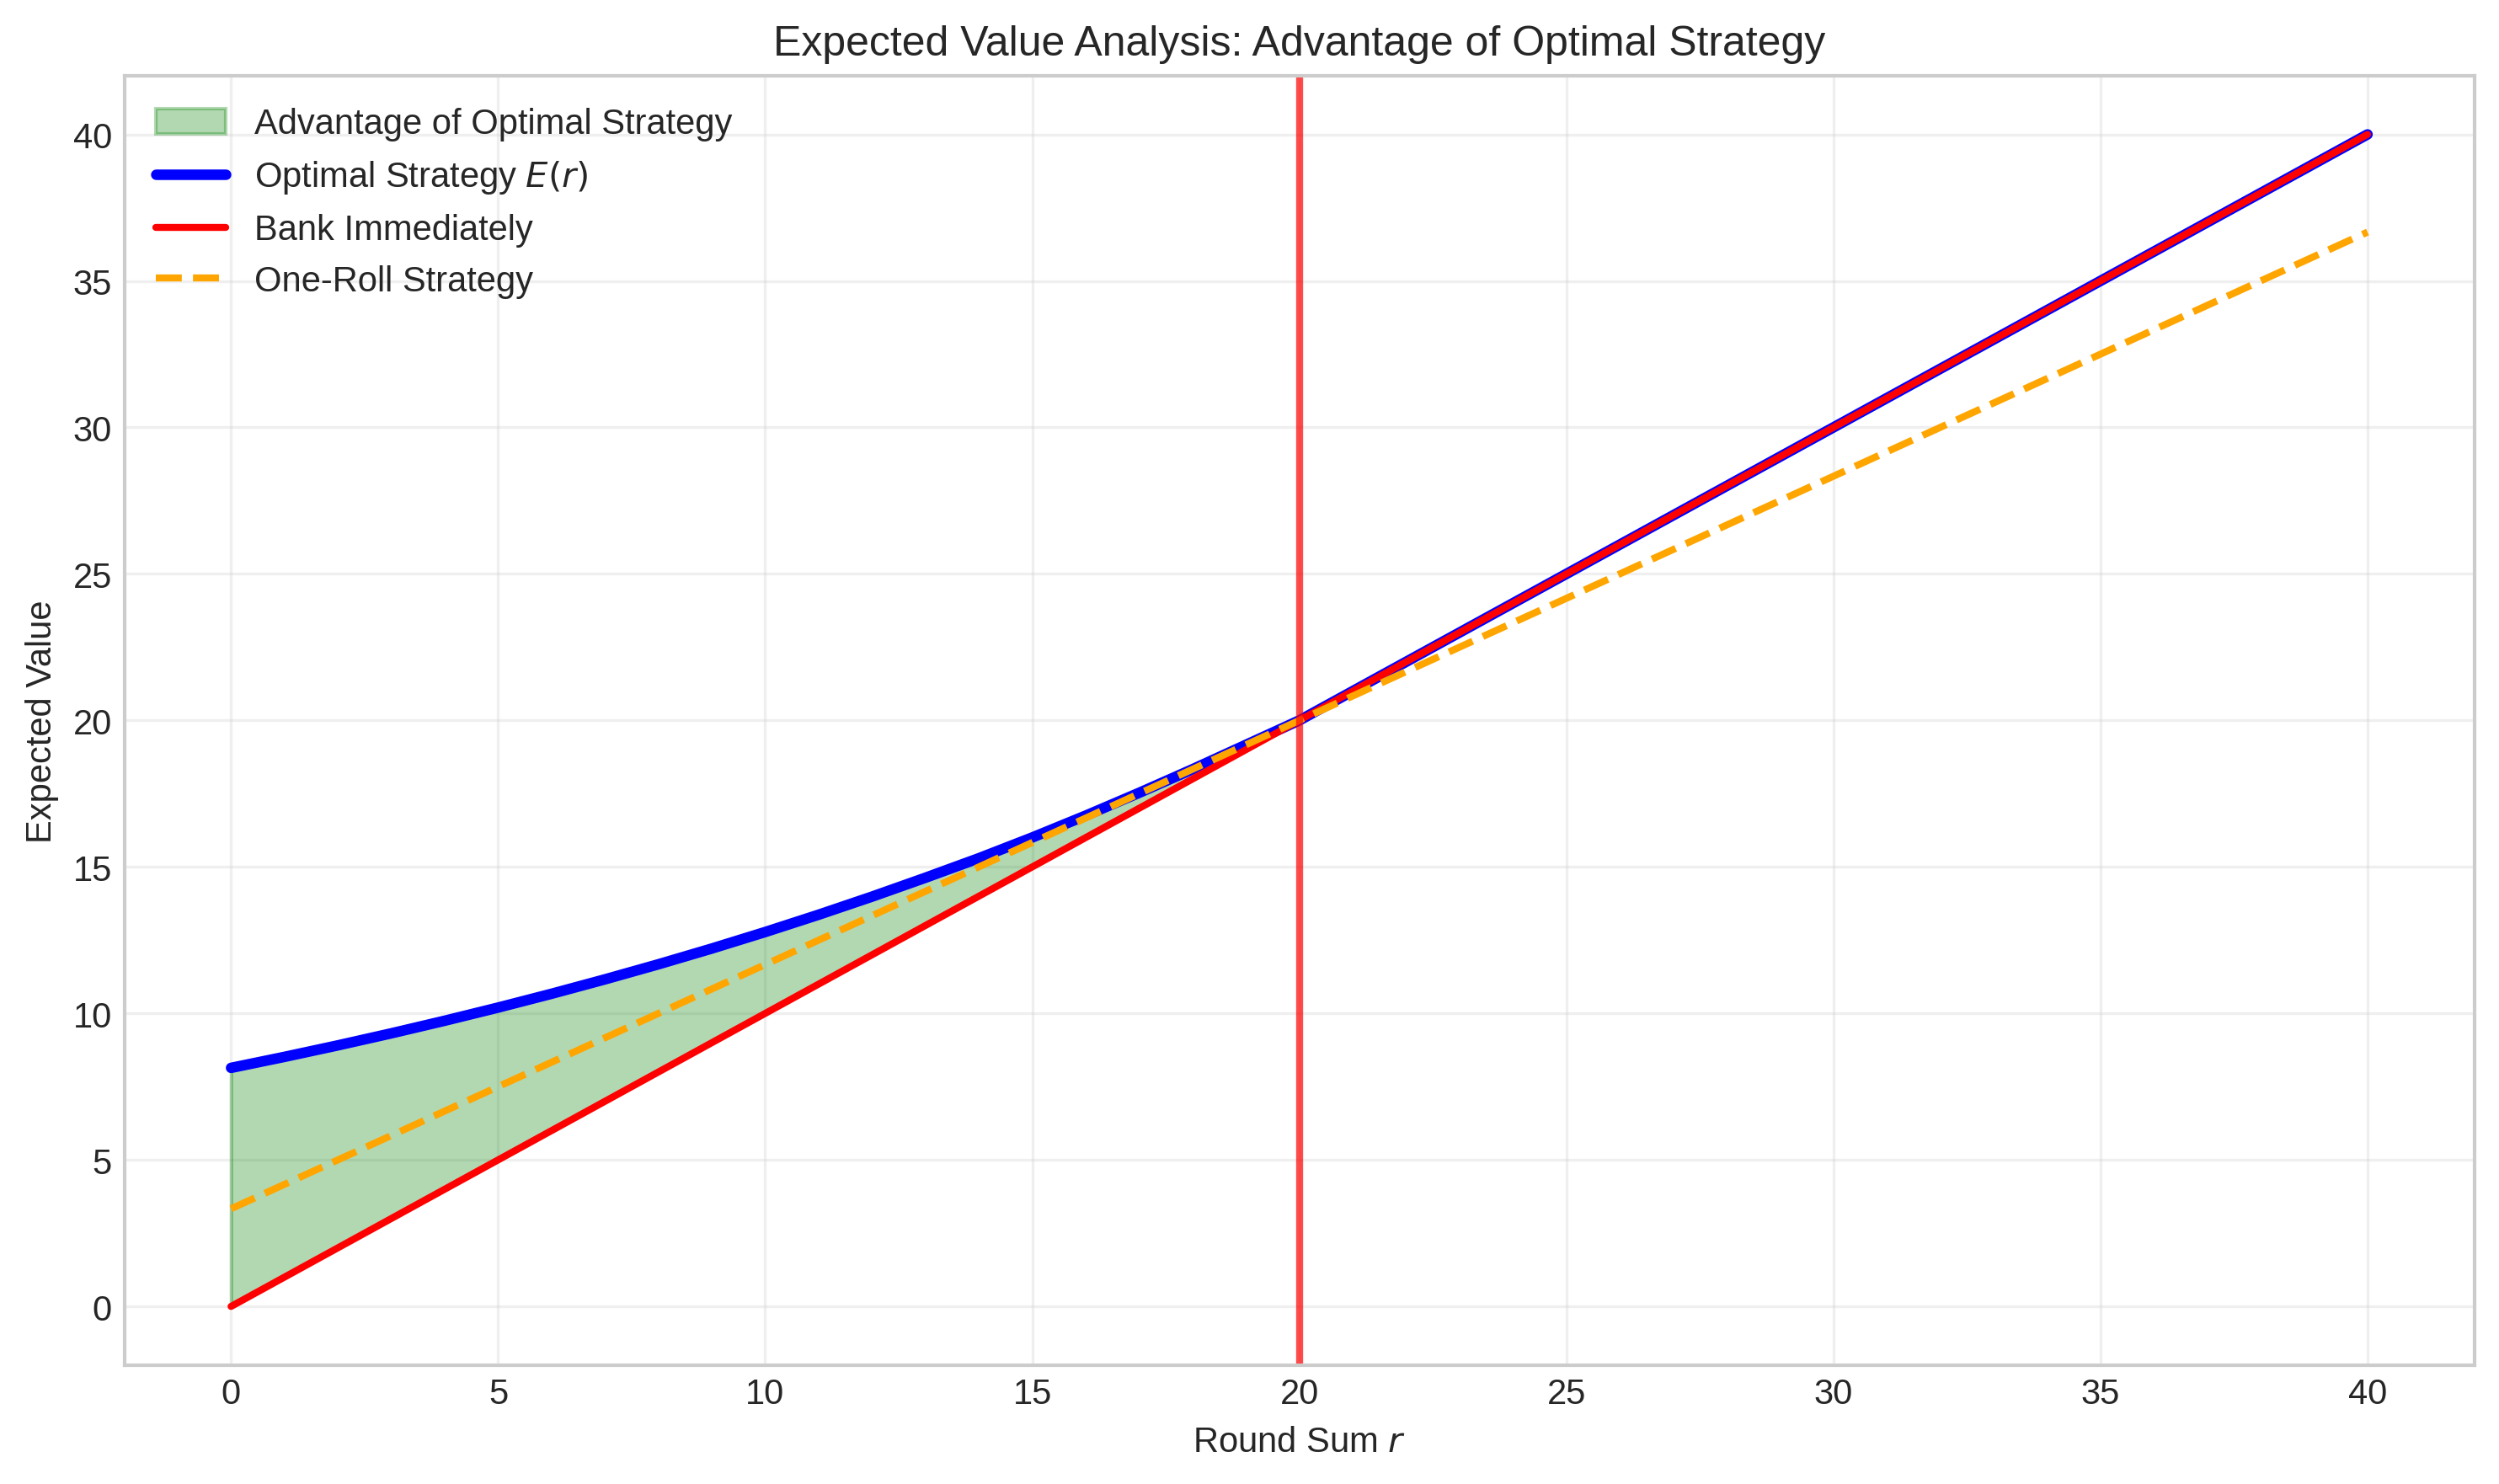 Expected Value Analysis: Advantage of Optimal Strategy
Advantage of Optimal Strategy
Optimal Strategy E(r)
Bank Immediately
One-Roll Strategy
40
35
30
25
20
15
10
5
0
Expected Value
0 5 10 15 20 25 30 35 40
Round Sum r